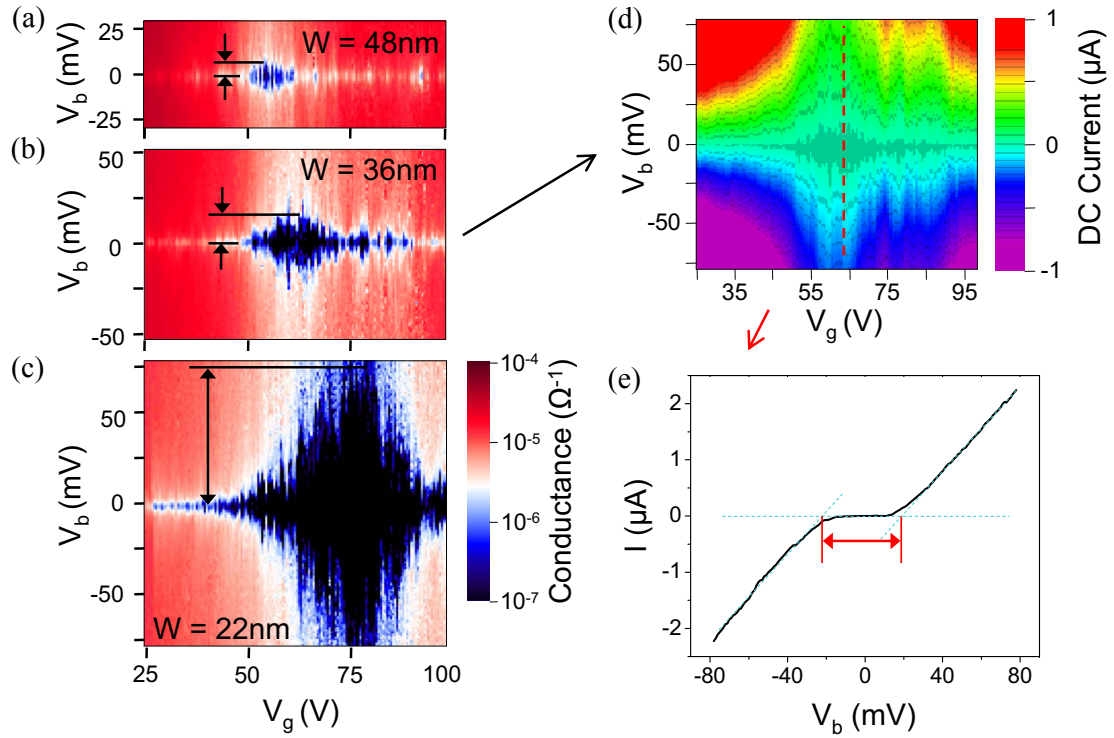 (a)
30
0
-25
V_b (mV)
W = 48nm
(b)
50
0
-50
V_b (mV)
W = 36nm
(c)
50
0
-50
V_b (mV)
W = 22nm
25
50
75
100
V_g (V)
10⁻⁴
10⁻⁵
10⁻⁶
10⁻⁷
Conductance (Ω⁻¹)
(d)
50
0
-50
V_b (mV)
35
55
75
95
V_g (V)
1
0
-1
DC Current (µA)
(e)
2
1
0
-1
-2
I (µA)
-80
-40
0
40
80
V_b (mV)